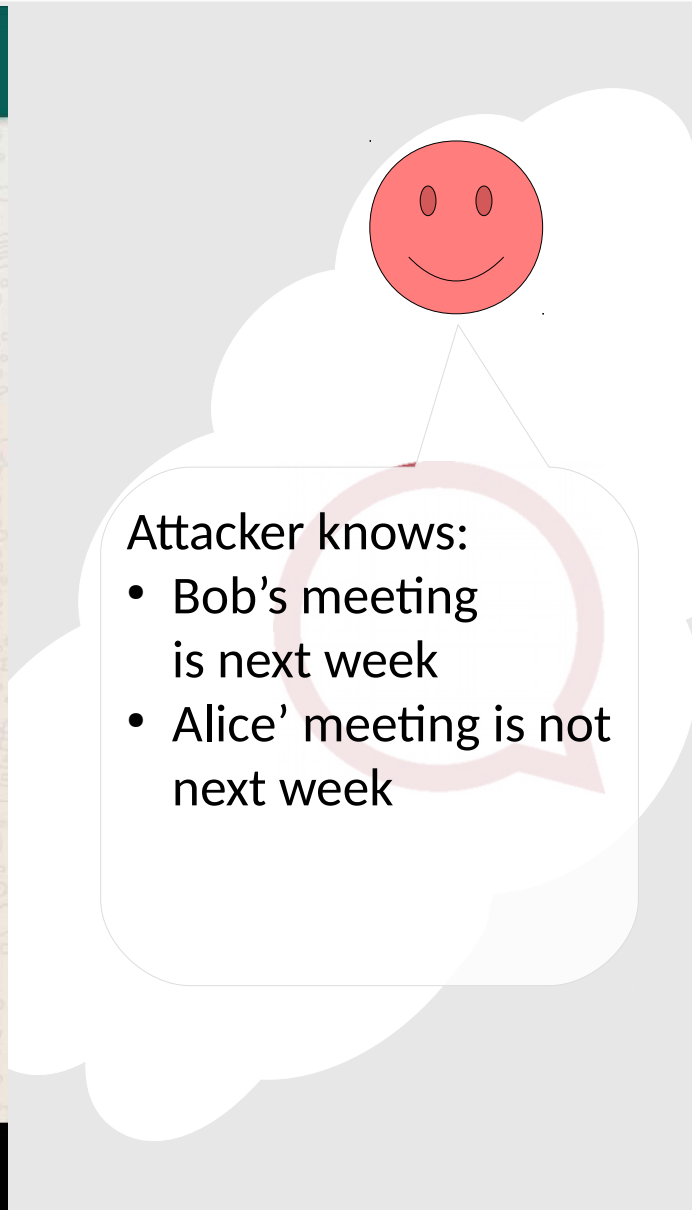 Attacker knows:
• Bob’s meeting
is next week
• Alice’ meeting is not
next week